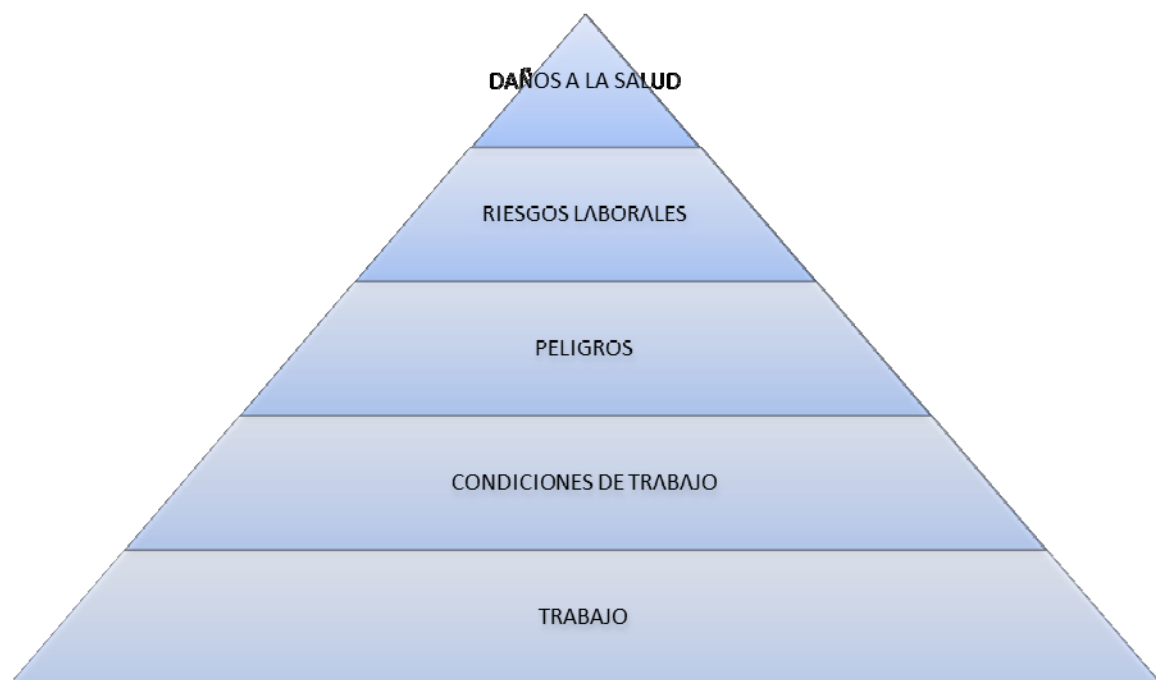 DAÑOS A LA SALUD
RIESGOS LABORALES
PELIGROS
CONDICIONES DE TRABAJO
TRABAJO